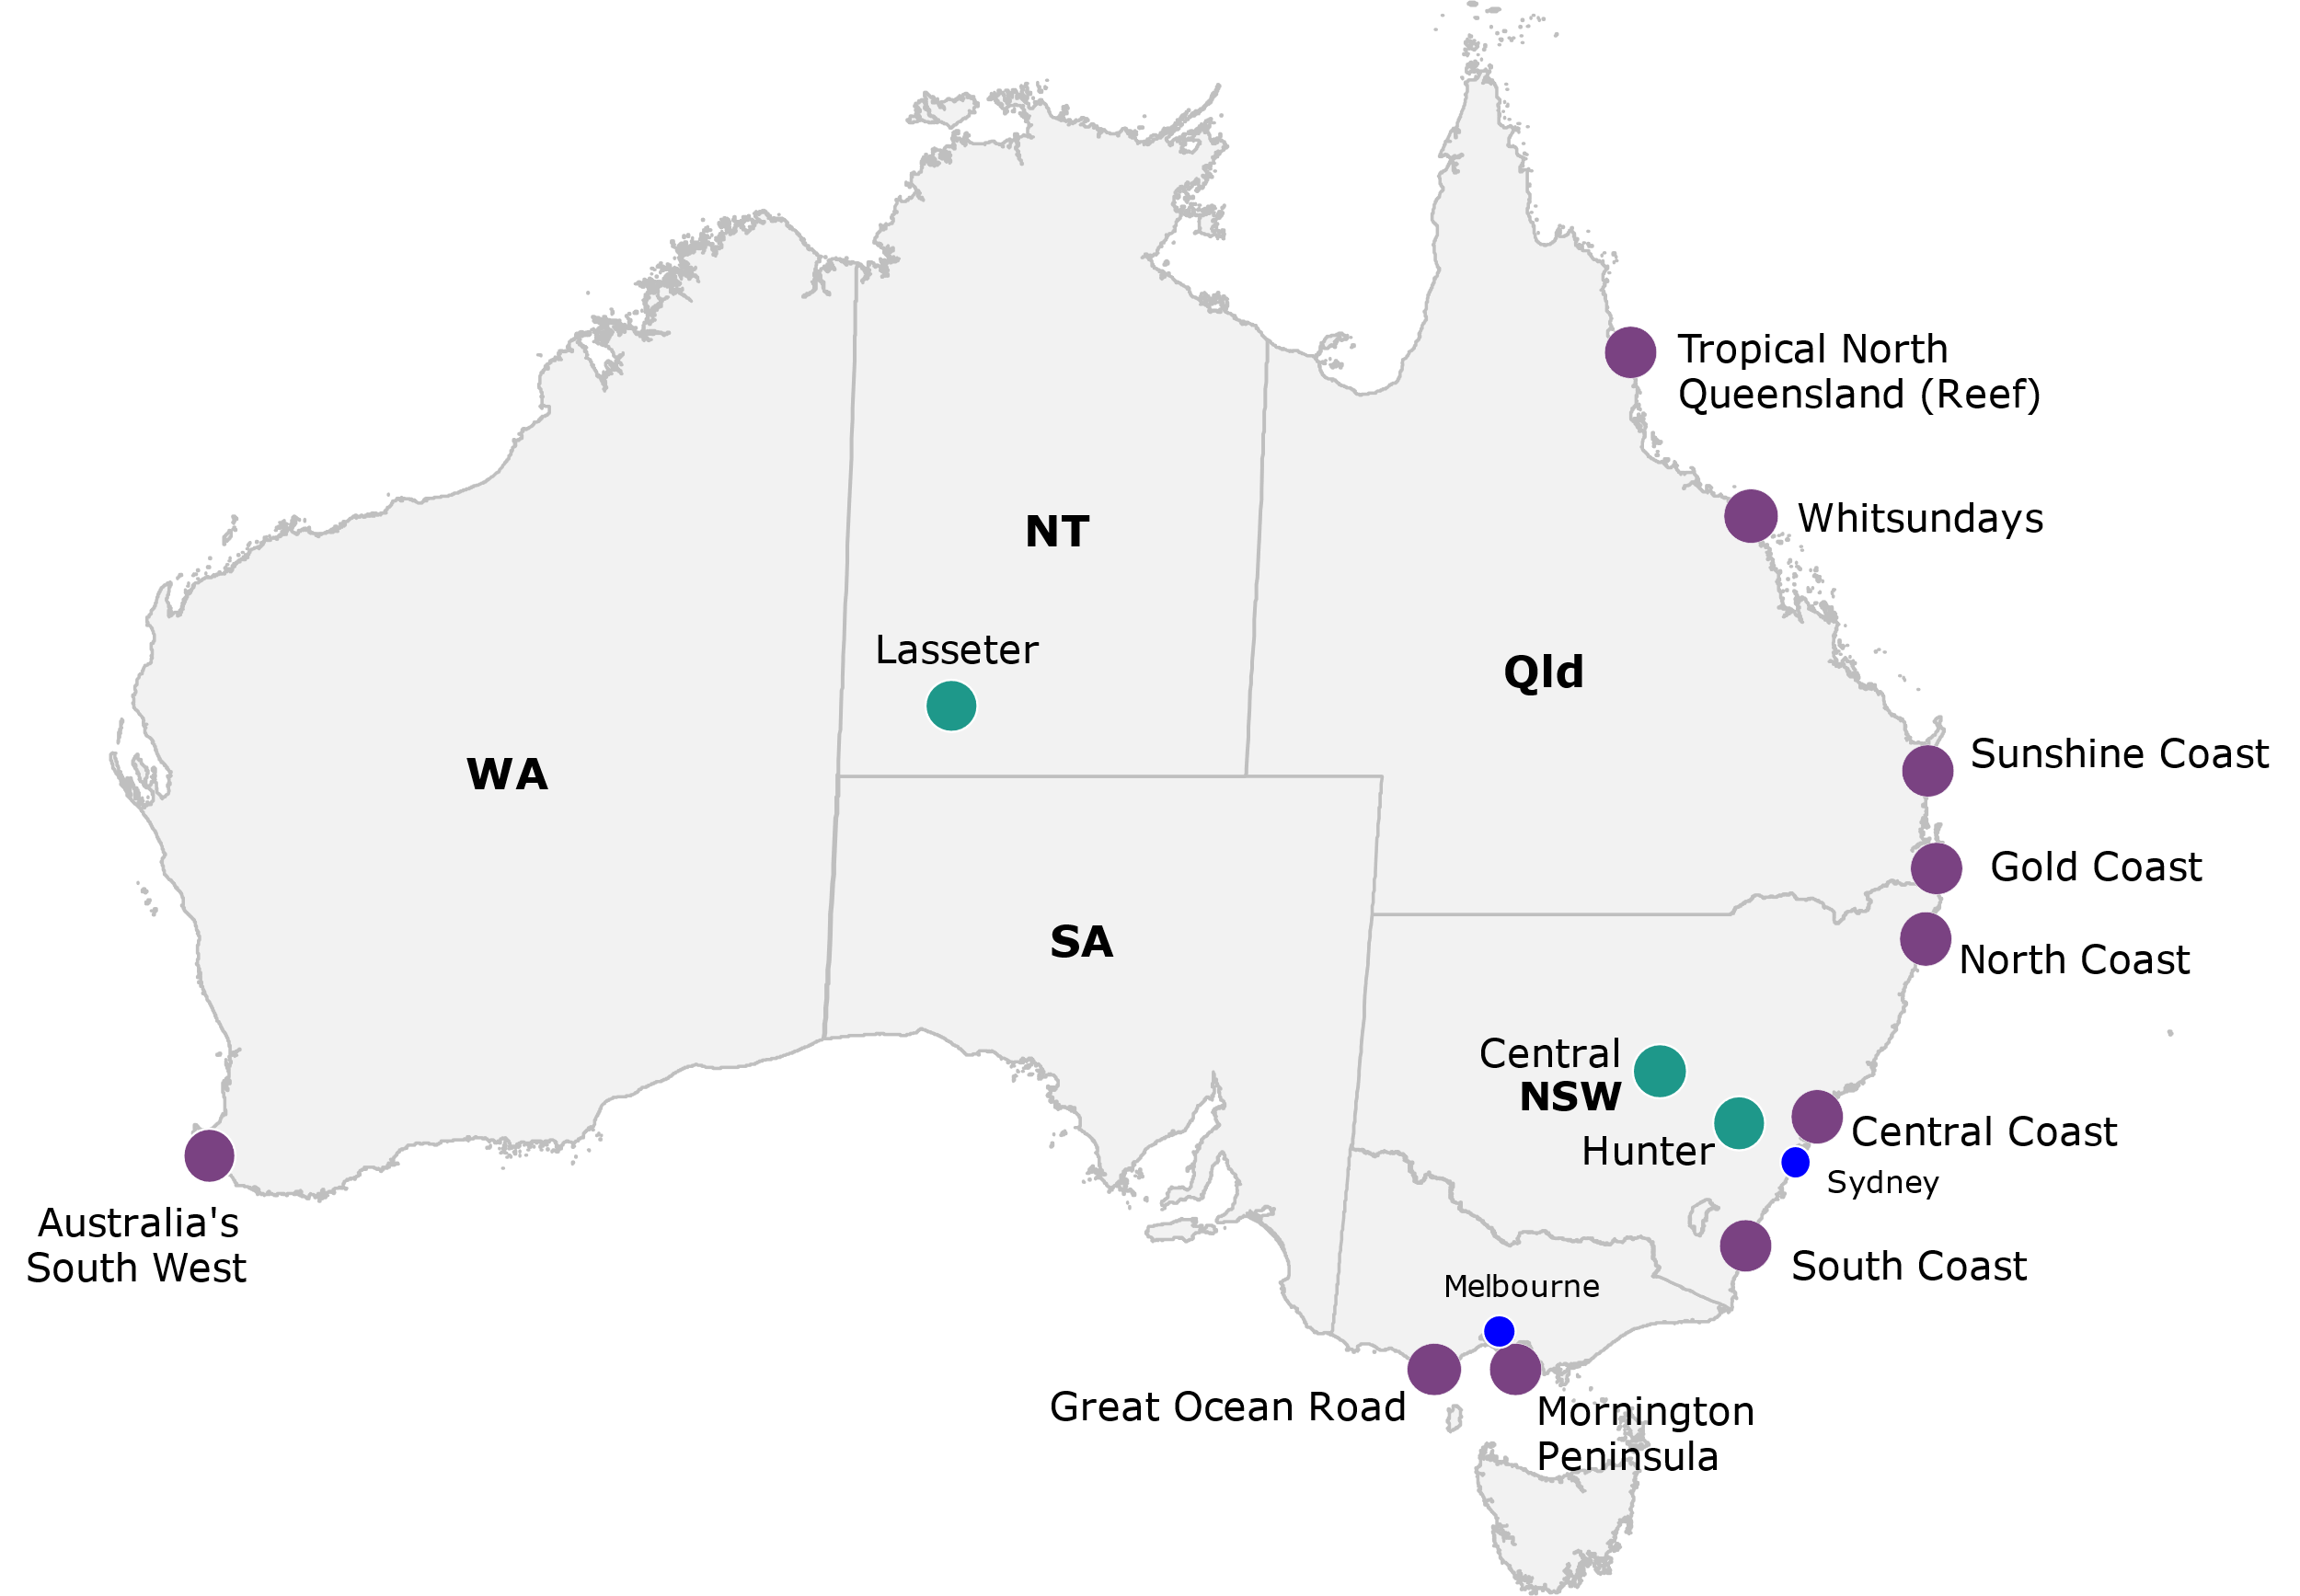 Tropical North
Queensland (Reef)
Whitsundays
NT
Lasseter
Qld
WA
Sunshine Coast
Gold Coast
SA
North Coast
Central
NSW
Hunter
Central Coast
Sydney
Australia's
South West
South Coast
Melbourne
Great Ocean Road
Mornington
Peninsula